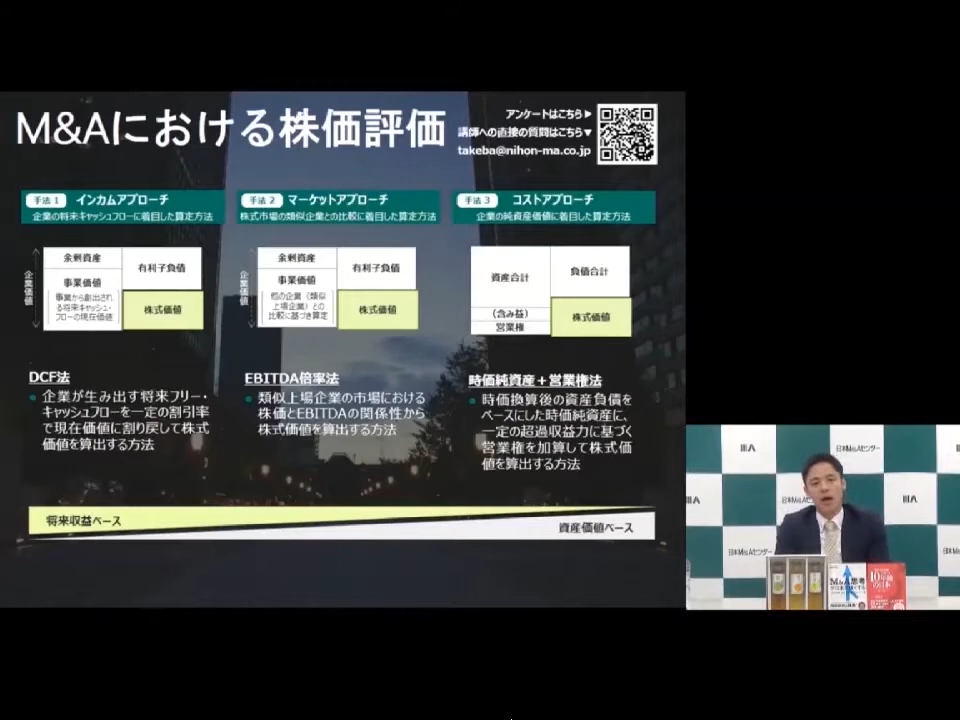 M&Aにおける株価評価
アンケートはこちら▶
講師への直接の質問はこちら▼
takeba@nihon-ma.co.jp
手法1 インカムアプローチ
企業の将来キャッシュフローに着目した算定方法
企業価値
余剰資産
事業価値
事業から創出され
る将来キャッシュ・
フローの現在価値
有利子負債
株式価値
DCF法
● 企業が生み出す将来フリー・
キャッシュフローを一定の割引率
で現在価値に割り戻して株式
価値を算出する方法
手法2 マーケットアプローチ
株式市場の類似企業との比較に着目した算定方法
企業価値
余剰資産
事業価値
他の企業(類似
上場企業)との
比較に基づき算定
有利子負債
株式価値
EBITDA倍率法
● 類似上場企業の市場における
株価とEBITDAの関係性から
株式価値を算出する方法
手法3 コストアプローチ
企業の純資産価値に着目した算定方法
資産合計
(含み益)
営業権
負債合計
株式価値
時価純資産+営業権法
● 時価換算後の資産負債を
ベースにした時価純資産に、
一定の超過収益力に基づく
営業権を加算して株式価
値を算出する方法
将来収益ベース
資産価値ベース
日本M&Aセンター
日本M&Aセンター
M&A思考
10年後
の日本